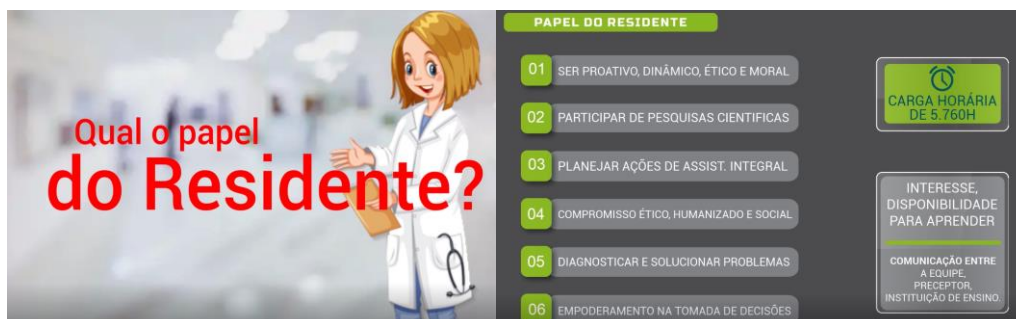 Qual o papel
do Residente?
PAPEL DO RESIDENTE
01 SER PROATIVO, DINÂMICO, ÉTICO E MORAL
02 PARTICIPAR DE PESQUISAS CIENTIFICAS
03 PLANEJAR AÇÕES DE ASSIST. INTEGRAL
04 COMPROMISSO ÉTICO, HUMANIZADO E SOCIAL
05 DIAGNOSTICAR E SOLUCIONAR PROBLEMAS
06 EMPODERAMENTO NA TOMADA DE DECISÕES
CARGA HORÁRIA
DE 5.760H
INTERESSE,
DISPONIBILIDADE
PARA APRENDER
COMUNICAÇÃO ENTRE
A EQUIPE,
PRECEPTOR,
INSTITUIÇÃO DE ENSINO.